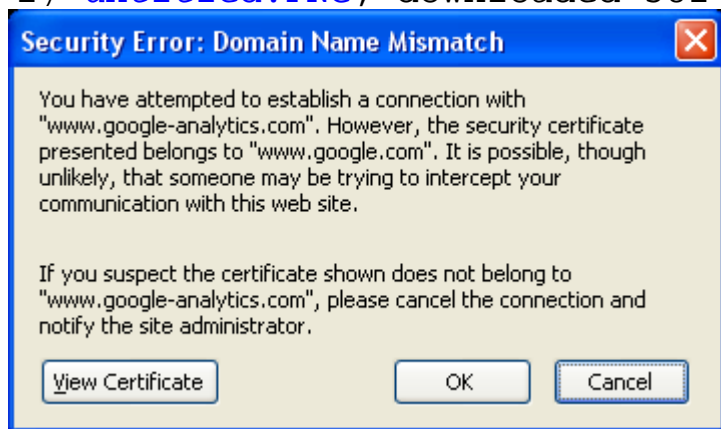 Security Error: Domain Name Mismatch
You have attempted to establish a connection with
"www.google-analytics.com". However, the security certificate
presented belongs to "www.google.com". It is possible, though
unlikely, that someone may be trying to intercept your
communication with this web site.
If you suspect the certificate shown does not belong to
"www.google-analytics.com", please cancel the connection and
notify the site administrator.
View Certificate OK Cancel